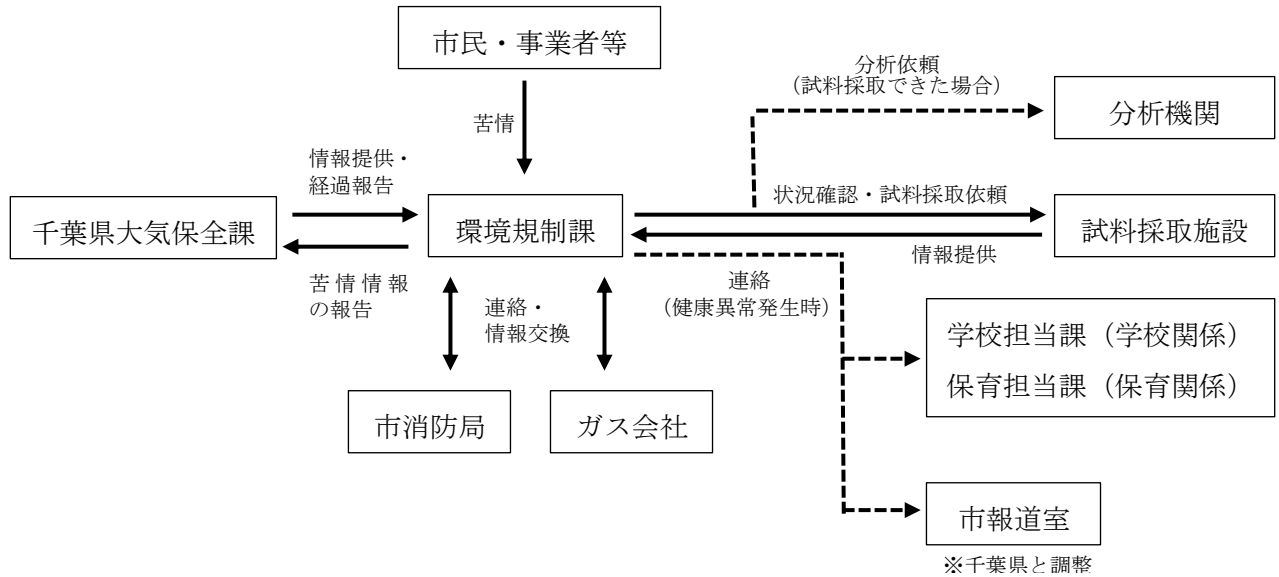 市民・事業者等
分析依頼
（試料採取できた場合）
分析機関
苦情
情報提供・
経過報告
状況確認・試料採取依頼
千葉県大気保全課
環境規制課
試料採取施設
情報提供
苦情情報
の報告
連絡・
情報交換
連絡
（健康異常発生時）
学校担当課（学校関係）
保育担当課（保育関係）
市消防局
ガス会社
市報道室
※千葉県と調整